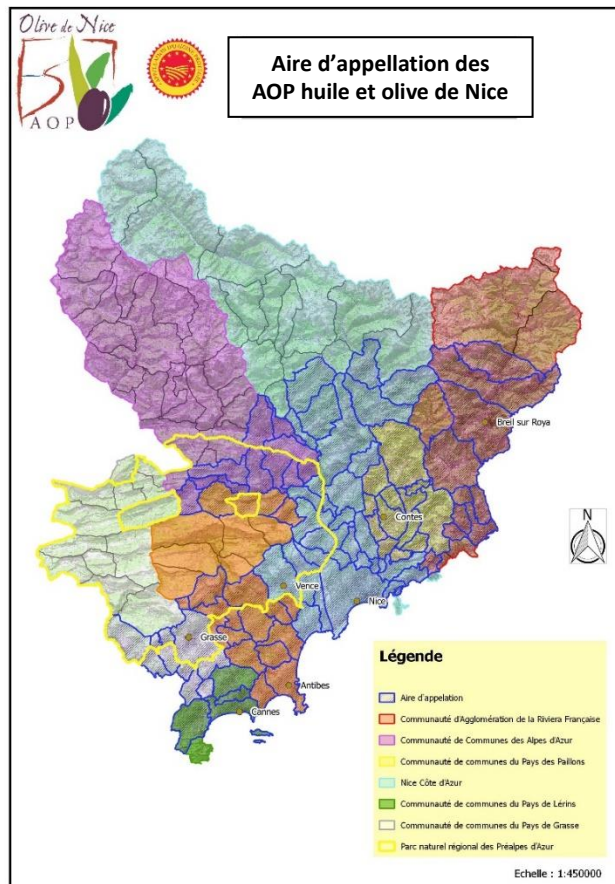 Olive de Nice
AOP
APPELLATION D'ORIGINE PROTÉGÉE
Aire d'appellation des
AOP huile et olive de Nice
Breil sur Roya
Contes
Vence
Nice
Grasse
Antibes
Cannes
N
Légende
Aire d'appelation
Communauté d'Agglomération de la Riviera Française
Communauté de Communes des Alpes d'Azur
Communauté de communes du Pays des Paillons
Nice Côte d'Azur
Communauté de communes du Pays de Lérins
Communauté de communes du Pays de Grasse
Parc naturel régional des Préalpes d'Azur
Echelle : 1:450000